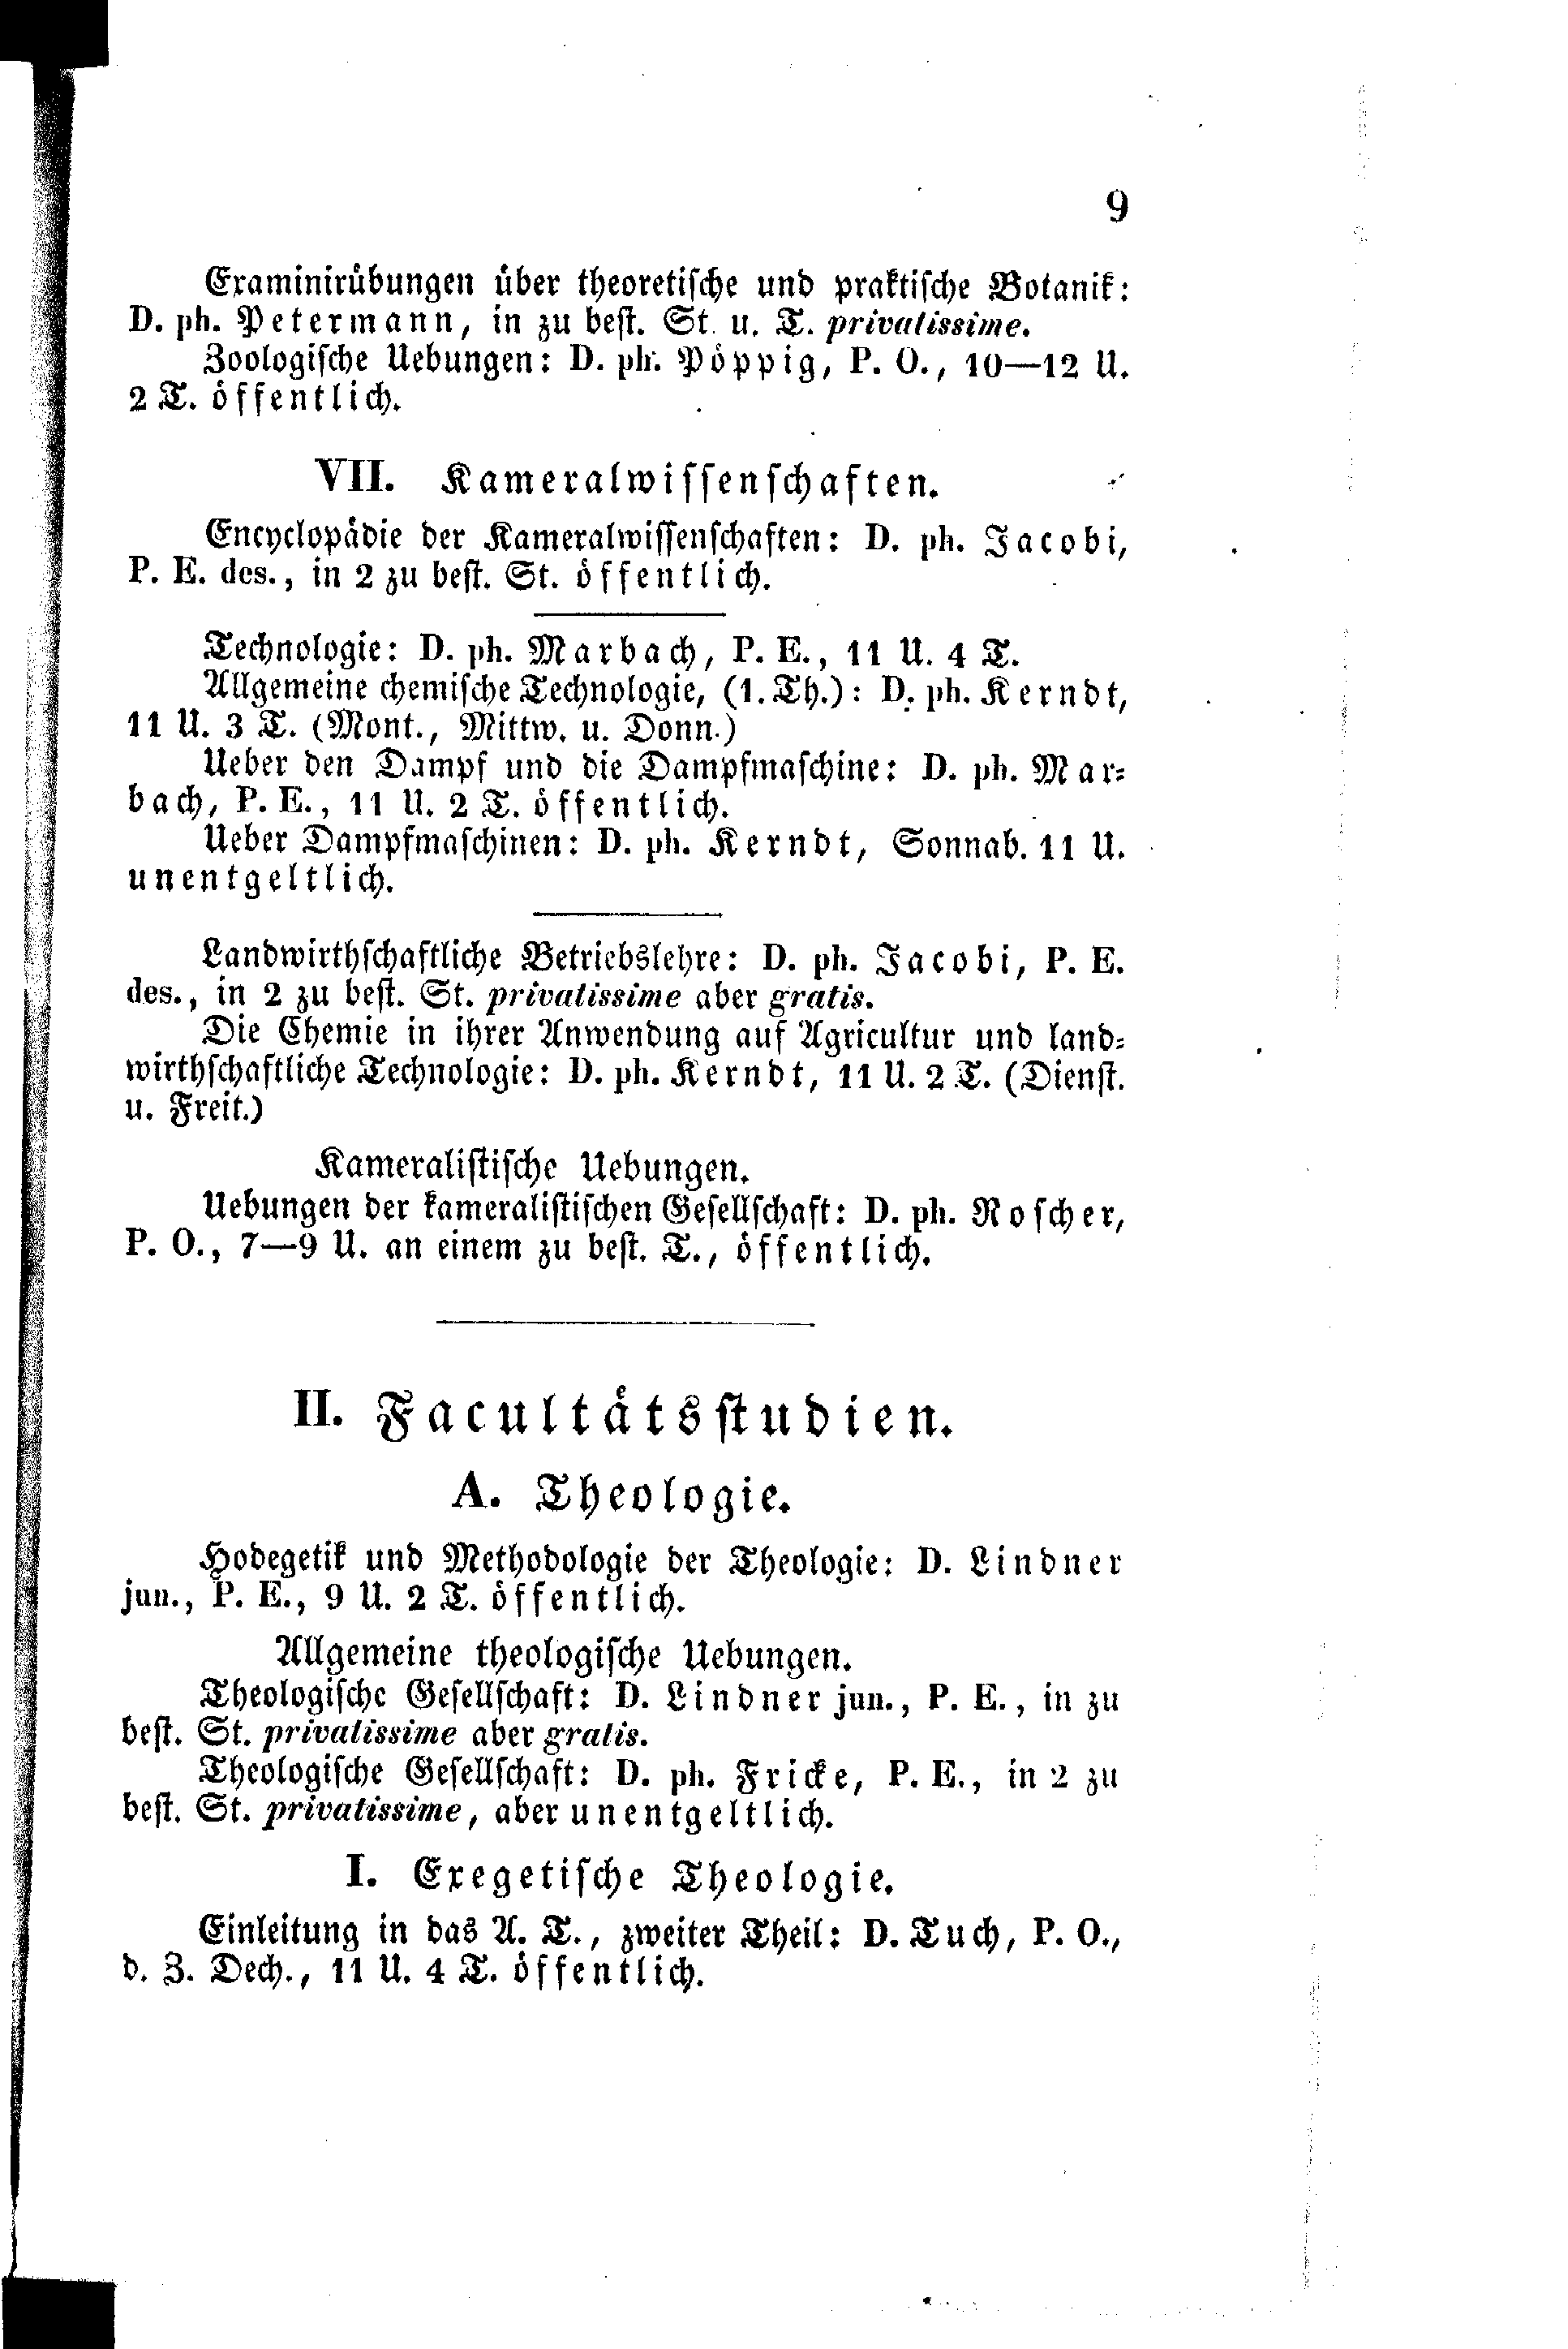 9
Examinirübungen über theoretische und praktische Botanik:
D. ph. Petermann, in zu best. St. u. T. privatissime.
Zoologische Uebungen: D. ph. Pöppig, P. O., 10—12 U.
2 T. öffentlich.
VII. Kameralwissenschaften.
Encyclopädie der Kameralwissenschaften: D. ph. Jacobi,
P. E. des., in 2 zu best. St. öffentlich.
Technologie: D. ph. Marbach, P. E., 11 U. 4 T.
Allgemeine chemische Technologie, (1. Th.): D. ph. Kerndt,
11 U. 3 T. (Mont., Mittw. u. Donn.)
Ueber den Dampf und die Dampfmaschine: D. ph. Mar-
bach, P. E., 11 U. 2 T. öffentlich.
Ueber Dampfmaschinen: D. ph. Kerndt, Sonnab. 11 U.
unentgeltlich.
Landwirthschaftliche Betriebslehre: D. ph. Jacobi, P. E.
des., in 2 zu best. St. privatissime aber gratis.
Die Chemie in ihrer Anwendung auf Agricultur und land-
wirthschaftliche Technologie: D. ph. Kerndt, 11 U. 2 T. (Dienst.
u. Freit.)
Kameralistische Uebungen.
Uebungen der kameralistischen Gesellschaft: D. ph. Roscher,
P. O., 7—9 U. an einem zu best. T., öffentlich.
II. Facultätsstudien.
A. Theologie.
Hodegetik und Methodologie der Theologie: D. Lindner
jun., P. E., 9 U. 2 T. öffentlich.
Allgemeine theologische Uebungen.
Theologische Gesellschaft: D. Lindner jun., P. E., in zu
best. St. privatissime aber gratis.
Theologische Gesellschaft: D. ph. Fricke, P. E., in 2 zu
best. St. privatissime, aber unentgeltlich.
I. Exegetische Theologie.
Einleitung in das A. T., zweiter Theil: D. Tuch, P. O.,
d. Z. Dech., 11 U. 4 T. öffentlich.